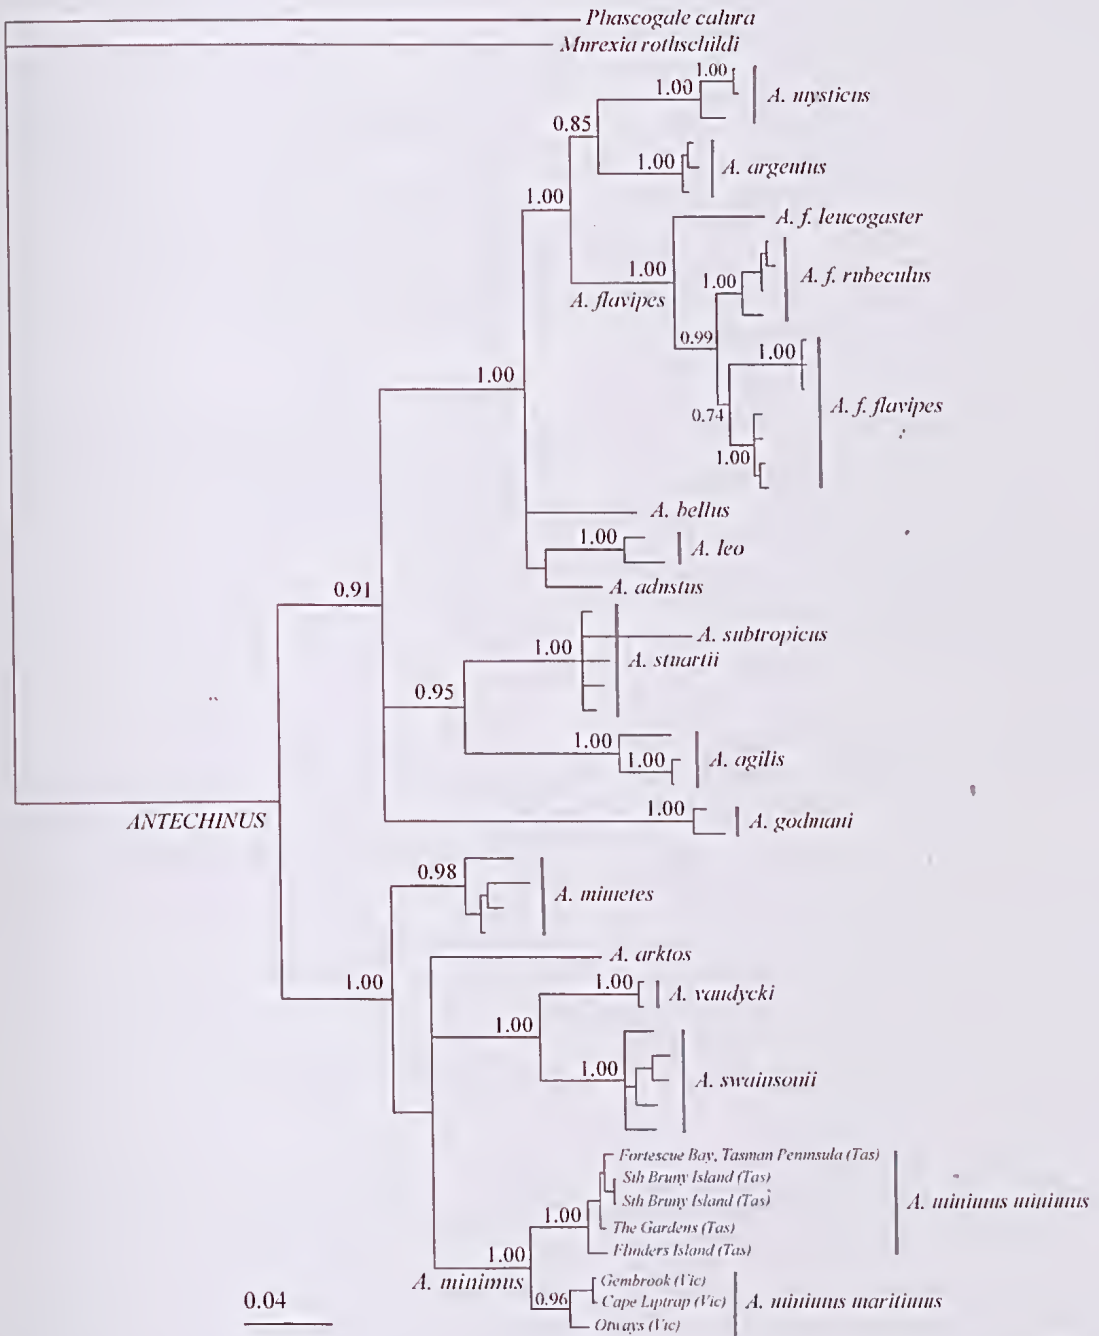 Phascogale calura
Murexia rothschildi
1.00
1.00
A. mysticus
0.85
1.00
A. argentus
1.00
A. f. leucogaster
1.00
A. flavipes
1.00
A. f. rubeculus
0.99
1.00
A. f. flavipes
1.00
0.74
1.00
A. bellus
1.00
A. leo
A. adustus
0.91
A. subtropicus
1.00
A. stuartii
0.95
1.00
1.00
A. agilis
1.00
A. godmani
ANTECHINUS
0.98
A. mimetes
A. arktos
1.00
1.00
A. vandycki
1.00
1.00
A. swainsonii
Fortescue Bay, Tasman Peninsula (Tas)
Sth Bruny Island (Tas)
Sth Bruny Island (Tas)
A. minimus minimus
1.00
The Gardens (Tas)
Flinders Island (Tas)
1.00
A. minimus
Gembrook (Vic)
0.96
Cape Liptrap (Vic)
A. minimus maritimus
Otways (Vic)
0.04